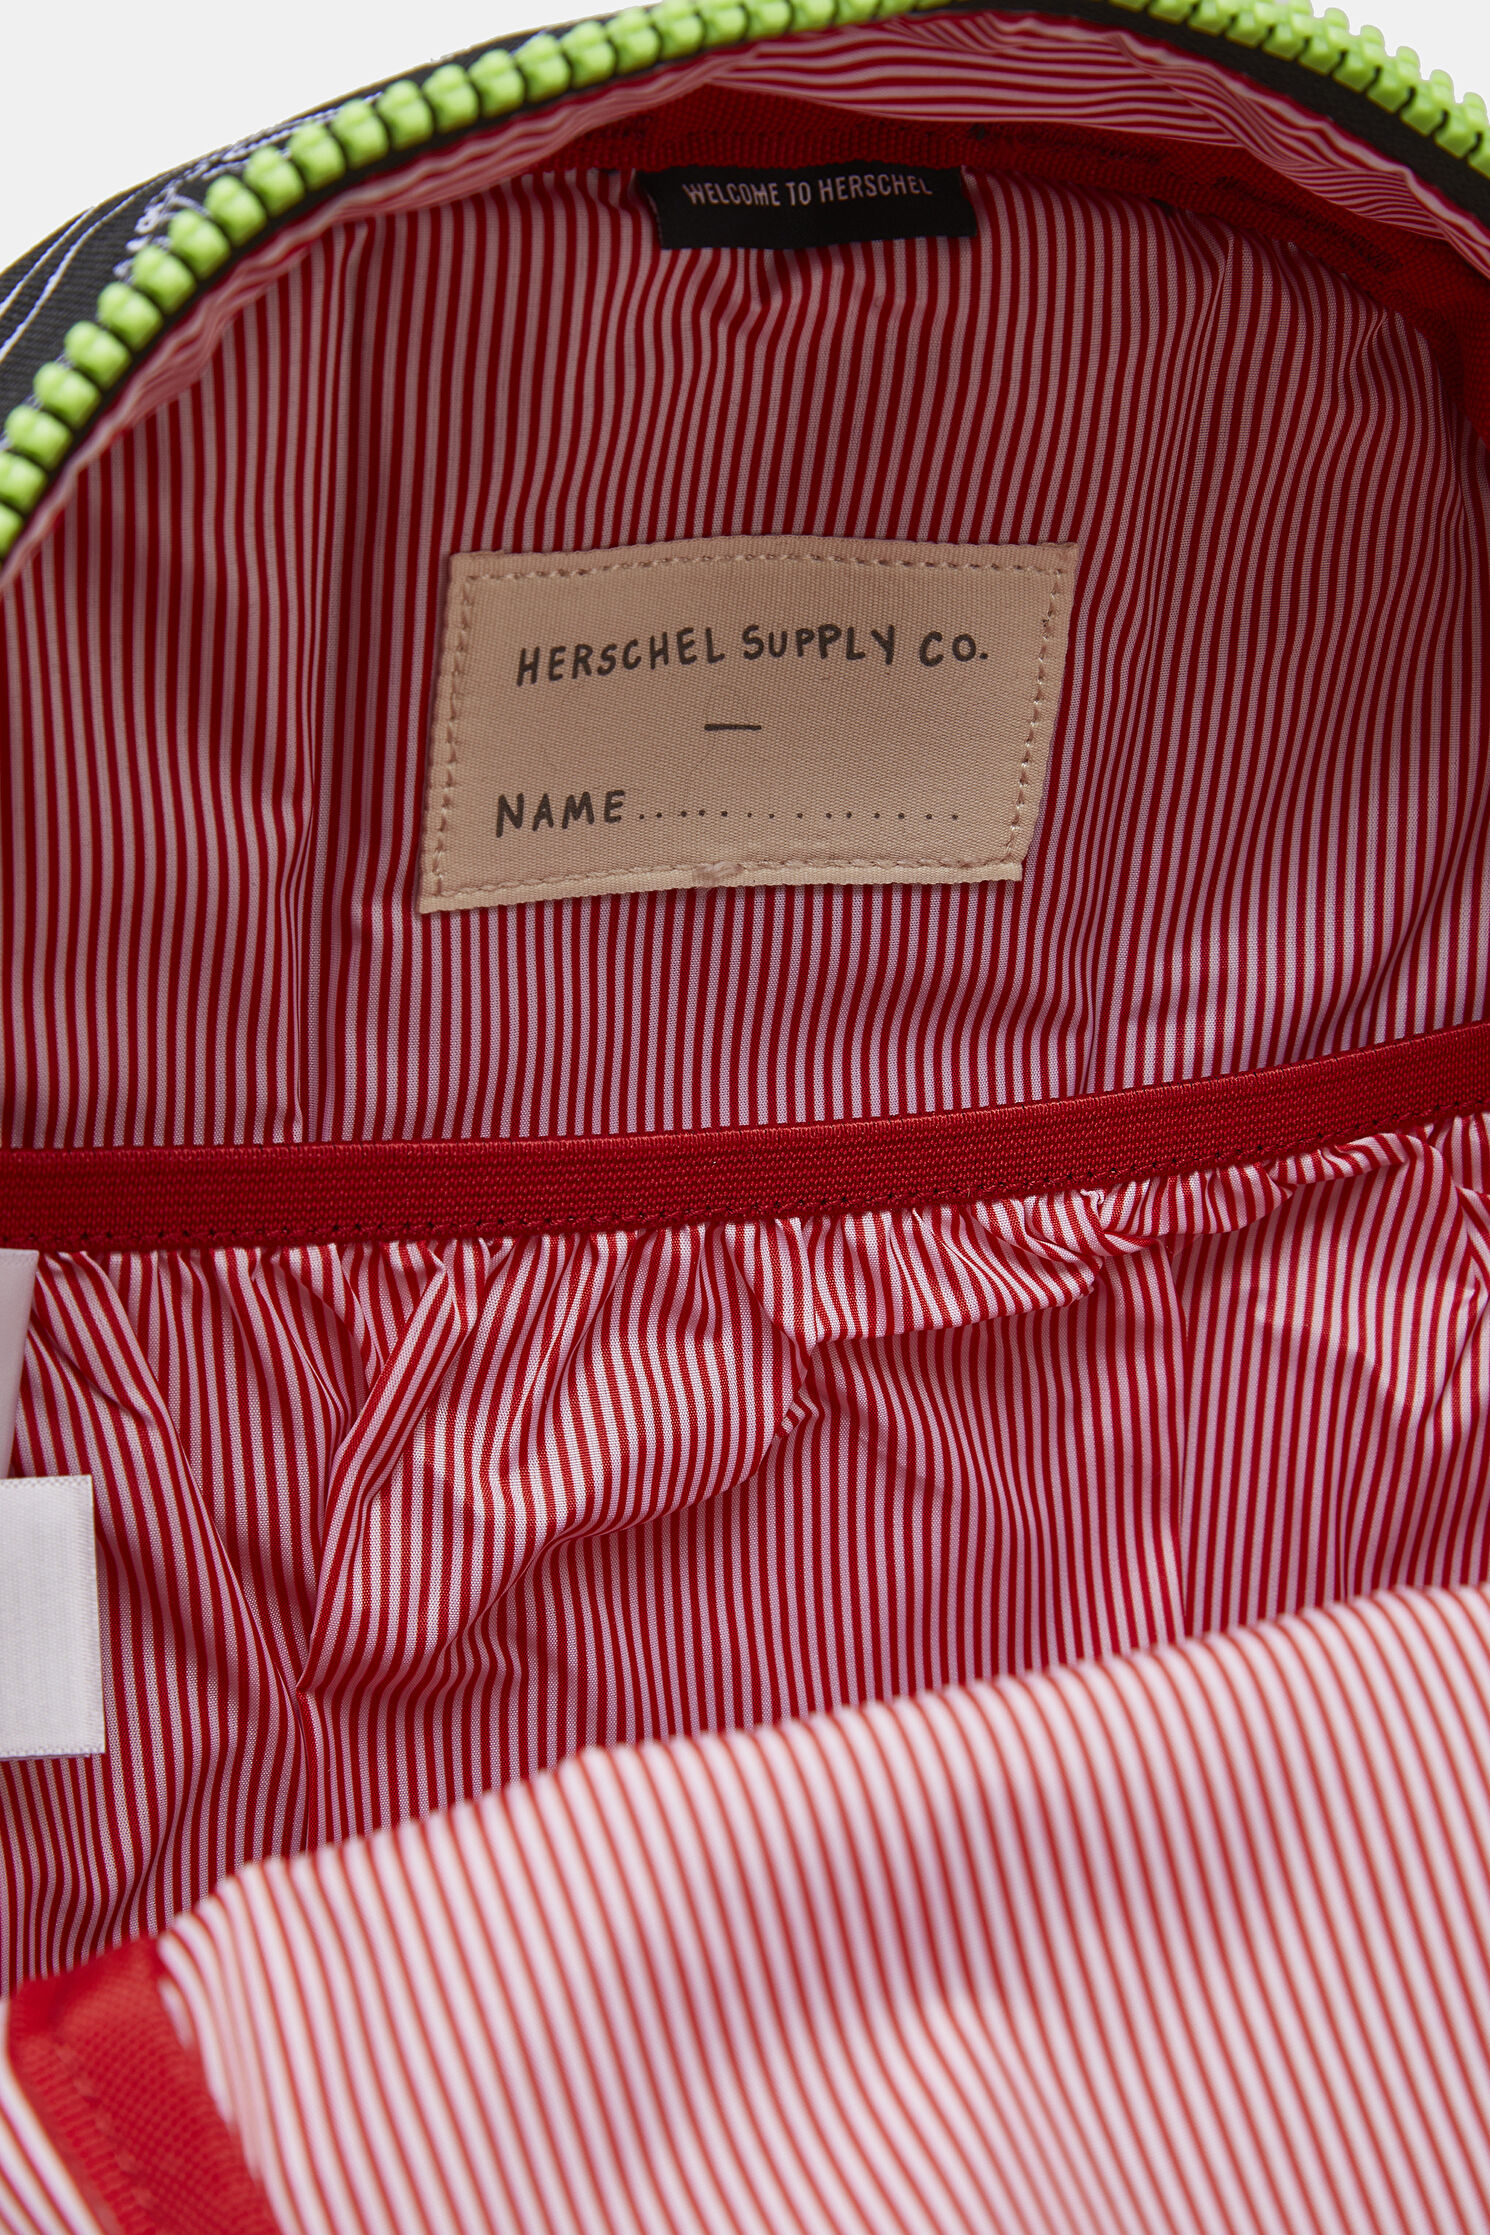 WELCOME TO HERSCHEL
HERSCHEL SUPPLY CO.
—
NAME..............